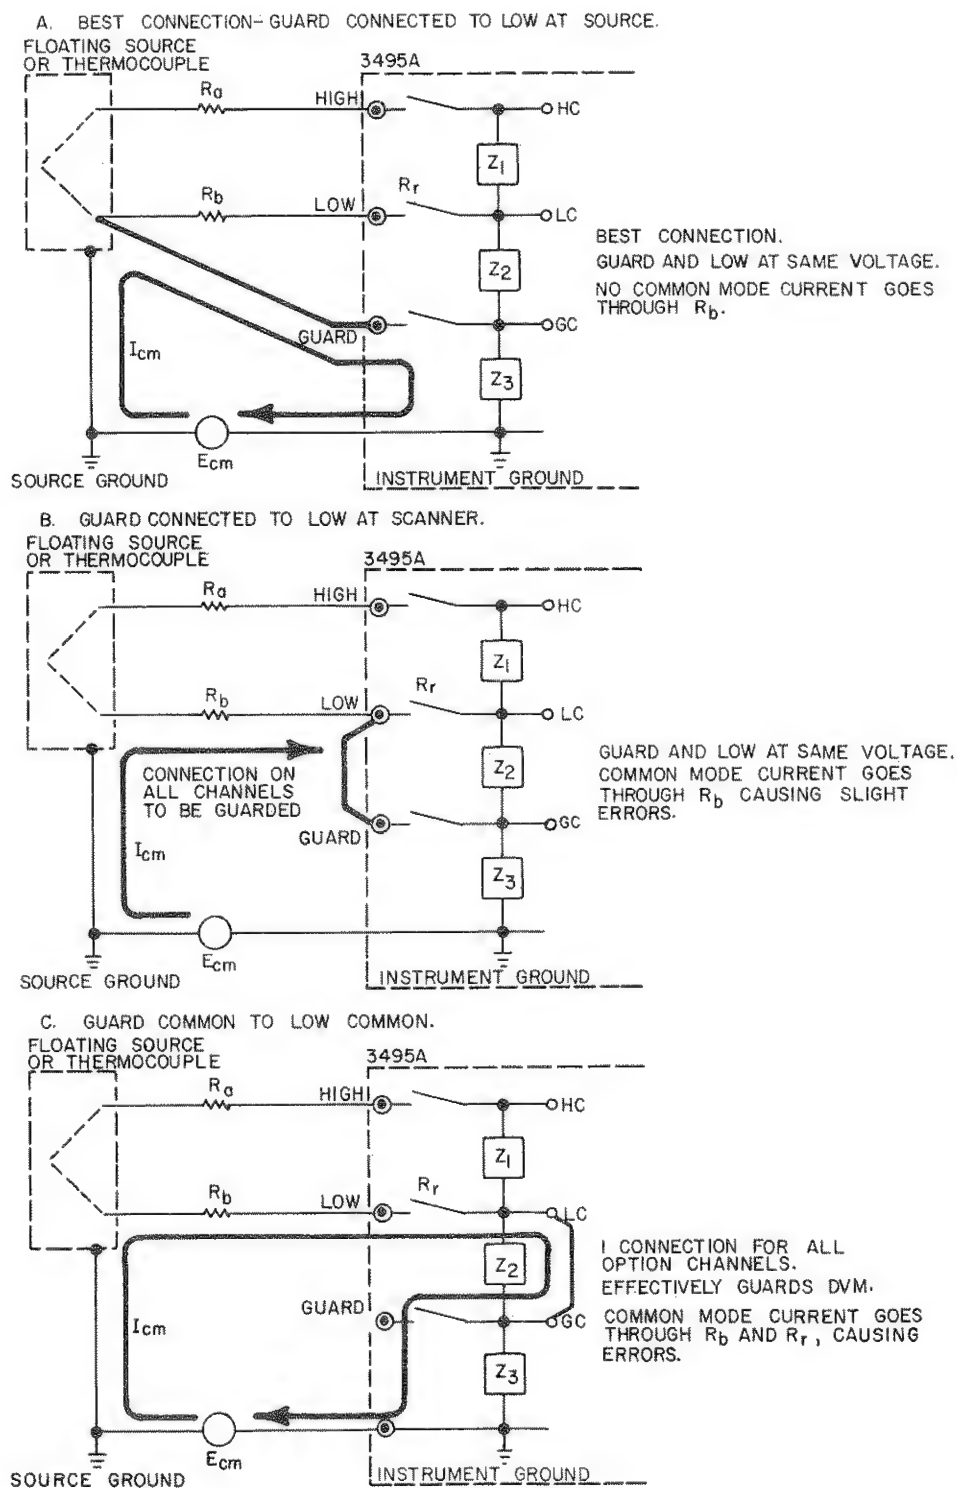 A. BEST CONNECTION-GUARD CONNECTED TO LOW AT SOURCE.
FLOATING SOURCE
OR THERMOCOUPLE
3495A
Ra
HIGH
HC
Z1
Rb
LOW
Rr
LC
Z2
BEST CONNECTION.
GUARD AND LOW AT SAME VOLTAGE.
NO COMMON MODE CURRENT GOES
THROUGH Rb.
GUARD
GC
Icm
Z3
Ecm
SOURCE GROUND
INSTRUMENT GROUND
B. GUARD CONNECTED TO LOW AT SCANNER.
FLOATING SOURCE
OR THERMOCOUPLE
3495A
Ra
HIGH
HC
Z1
Rb
LOW
Rr
LC
Z2
CONNECTION ON
ALL CHANNELS
TO BE GUARDED
GUARD AND LOW AT SAME VOLTAGE.
COMMON MODE CURRENT GOES
THROUGH Rb CAUSING SLIGHT
ERRORS.
GUARD
GC
Icm
Z3
Ecm
SOURCE GROUND
INSTRUMENT GROUND
C. GUARD COMMON TO LOW COMMON.
FLOATING SOURCE
OR THERMOCOUPLE
3495A
Ra
HIGH
HC
Z1
Rb
LOW
Rr
LC
Z2
1 CONNECTION FOR ALL
OPTION CHANNELS.
EFFECTIVELY GUARDS DVM.
GUARD
GC
COMMON MODE CURRENT GOES
THROUGH Rb AND Rr, CAUSING
ERRORS.
Icm
Z3
Ecm
SOURCE GROUND
INSTRUMENT GROUND